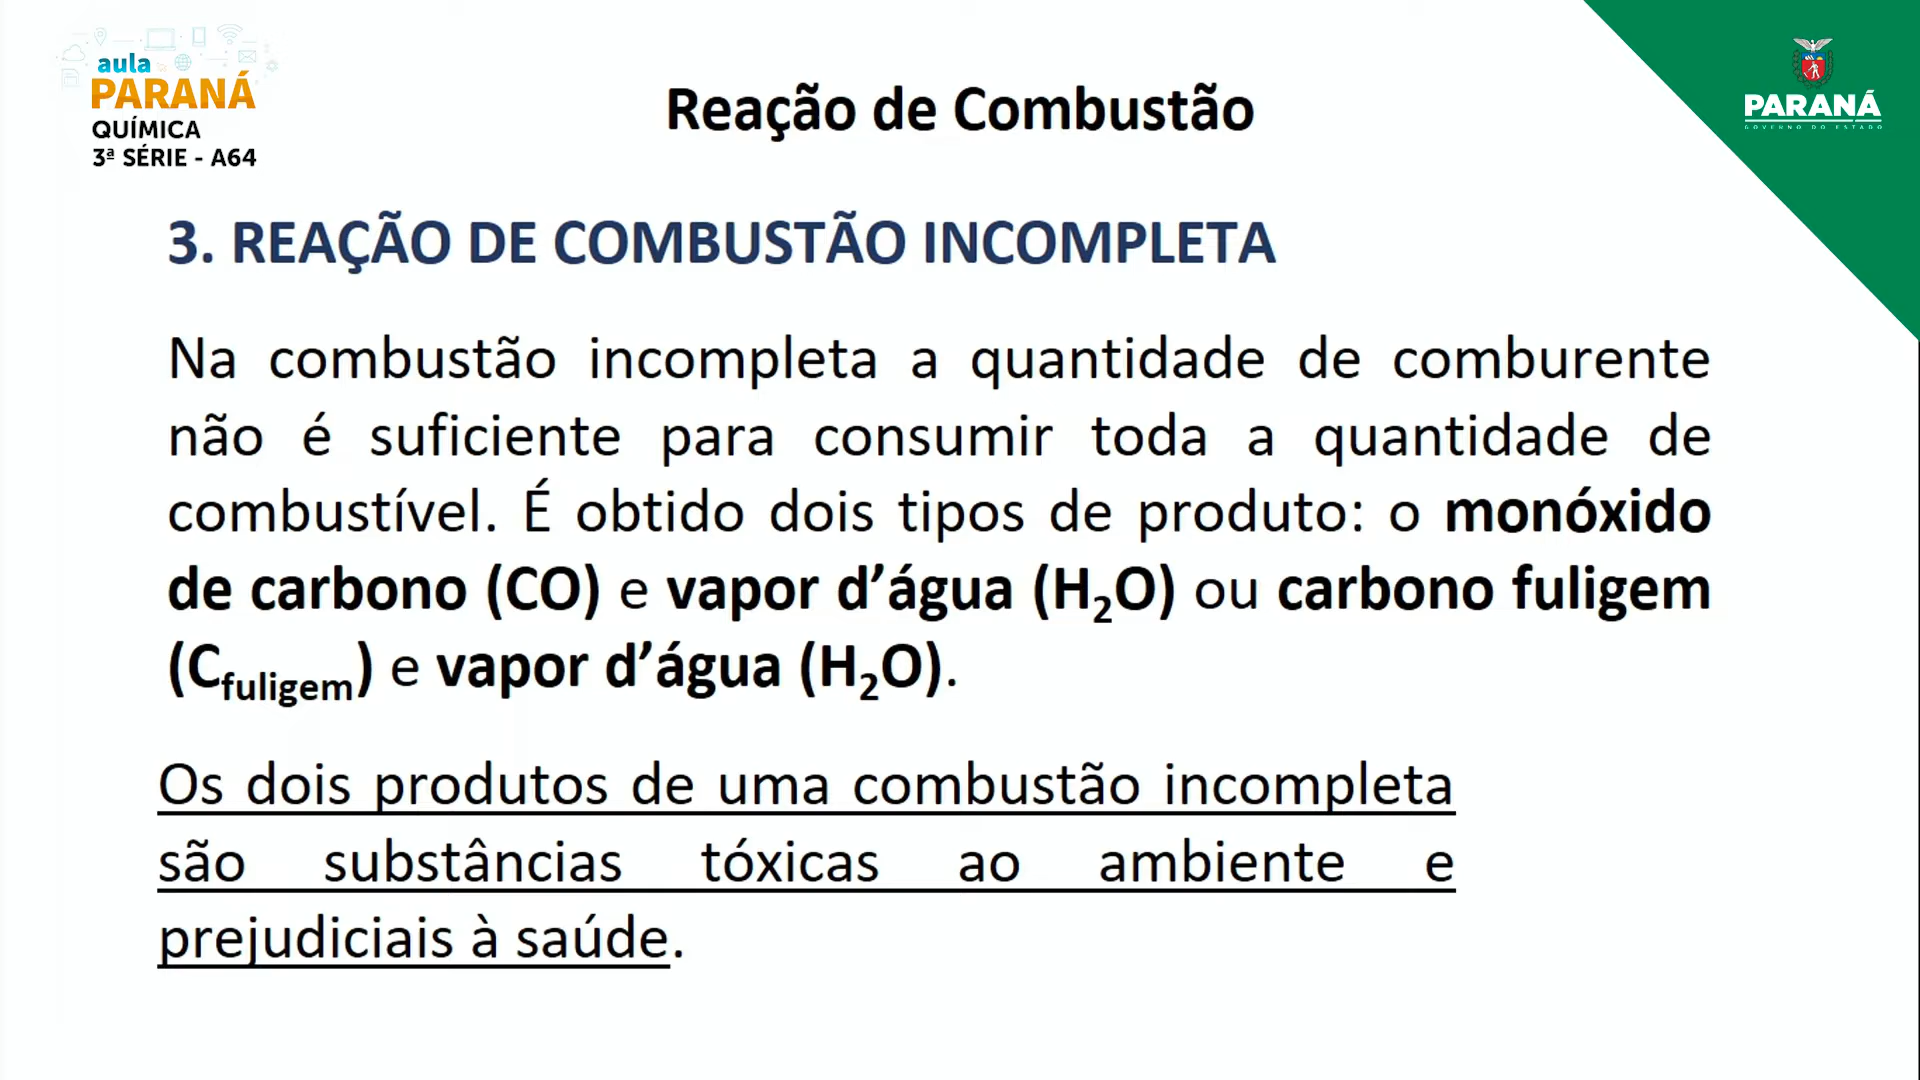 aula
PARANÁ
QUÍMICA
3ª SÉRIE - A64
Reação de Combustão
PARANÁ
GOVERNO DO ESTADO
3. REAÇÃO DE COMBUSTÃO INCOMPLETA
Na combustão incompleta a quantidade de comburente
não é suficiente para consumir toda a quantidade de
combustível. É obtido dois tipos de produto: o monóxido
de carbono (CO) e vapor d’água (H₂O) ou carbono fuligem
(Cfuligem) e vapor d’água (H₂O).
Os dois produtos de uma combustão incompleta
são substâncias tóxicas ao ambiente e
prejudiciais à saúde.